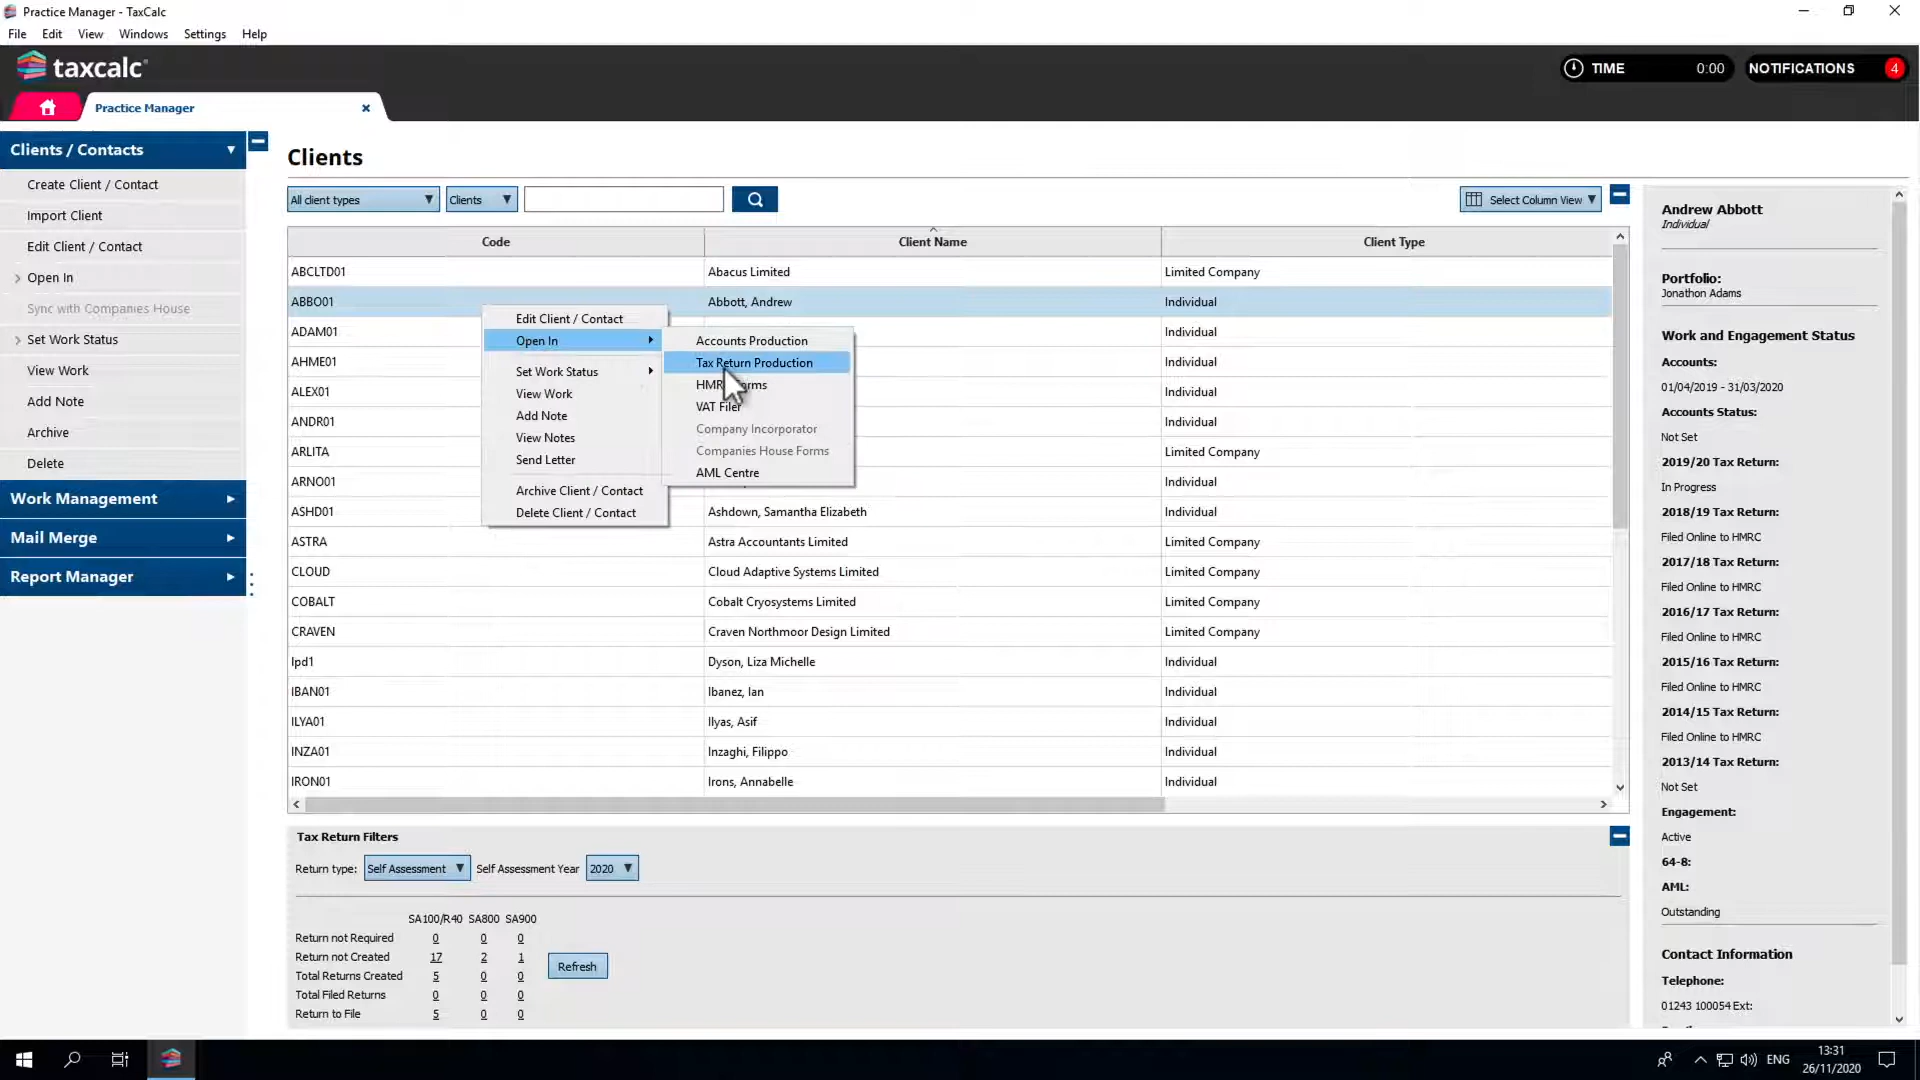 Practice Manager - TaxCalc
File Edit View Windows Settings Help
taxcalc
TIME 0:00 NOTIFICATIONS 4
Practice Manager
Clients / Contacts
Create Client / Contact
Import Client
Edit Client / Contact
Open In
Sync with Companies House
Set Work Status
View Work
Add Note
Archive
Delete
Work Management
Mail Merge
Report Manager
Clients
All client types Clients Select Column View
Code Client Name Client Type
ABCLTD01 Abacus Limited Limited Company
ABBO01 Abbott, Andrew Individual
ADAM01 Individual
AHME01 Individual
ALEX01 Individual
ANDR01 Individual
ARLITA Limited Company
ARNO01 Individual
ASHD01 Ashdown, Samantha Elizabeth Individual
ASTRA Astra Accountants Limited Limited Company
CLOUD Cloud Adaptive Systems Limited Limited Company
COBALT Cobalt Cryosystems Limited Limited Company
CRAVEN Craven Northmoor Design Limited Limited Company
lpd1 Dyson, Liza Michelle Individual
IBAN01 Ibanez, Ian Individual
ILYA01 Ilyas, Asif Individual
INZA01 Inzaghi, Filippo Individual
IRON01 Irons, Annabelle Individual
Edit Client / Contact
Open In
Set Work Status
View Work
Add Note
View Notes
Send Letter
Archive Client / Contact
Delete Client / Contact
Accounts Production
Tax Return Production
VAT Filer
Company Incorporator
Companies House Forms
AML Centre
Tax Return Filters
Return type: Self Assessment Self Assessment Year 2020
SA100/R40 SA800 SA900
Return not Required 0 0 0
Return not Created 17 2 1
Total Returns Created 5 0 0
Total Filed Returns 0 0 0
Return to File 5 0 0
Refresh
Andrew Abbott
Individual
Portfolio:
Jonathon Adams
Work and Engagement Status
Accounts:
01/04/2019 - 31/03/2020
Accounts Status:
Not Set
2019/20 Tax Return:
In Progress
2018/19 Tax Return:
Filed Online to HMRC
2017/18 Tax Return:
Filed Online to HMRC
2016/17 Tax Return:
Filed Online to HMRC
2015/16 Tax Return:
Filed Online to HMRC
2014/15 Tax Return:
Filed Online to HMRC
2013/14 Tax Return:
Not Set
Engagement:
Active
64-8:
AML:
Outstanding
Contact Information
Telephone:
01243 100054 Ext:
ENG
13:31
26/11/2020